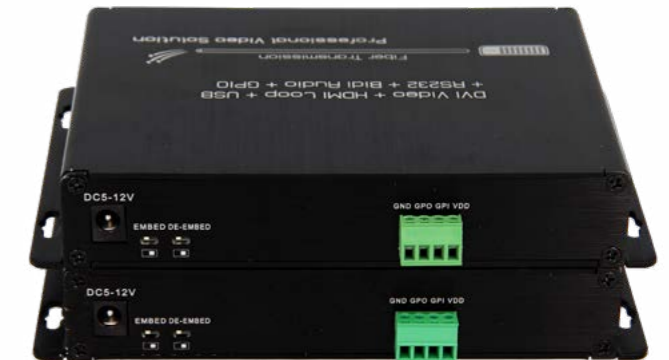 Professional Video Solution
Fiber Transmission
DVI Video + HDMI Loop + USB
+ RS232 + Bidi Audio + GPIO
DC5-12V
EMBED DE-EMBED
GND GPO GPI VDD
DC5-12V
EMBED DE-EMBED
GND GPO GPI VDD